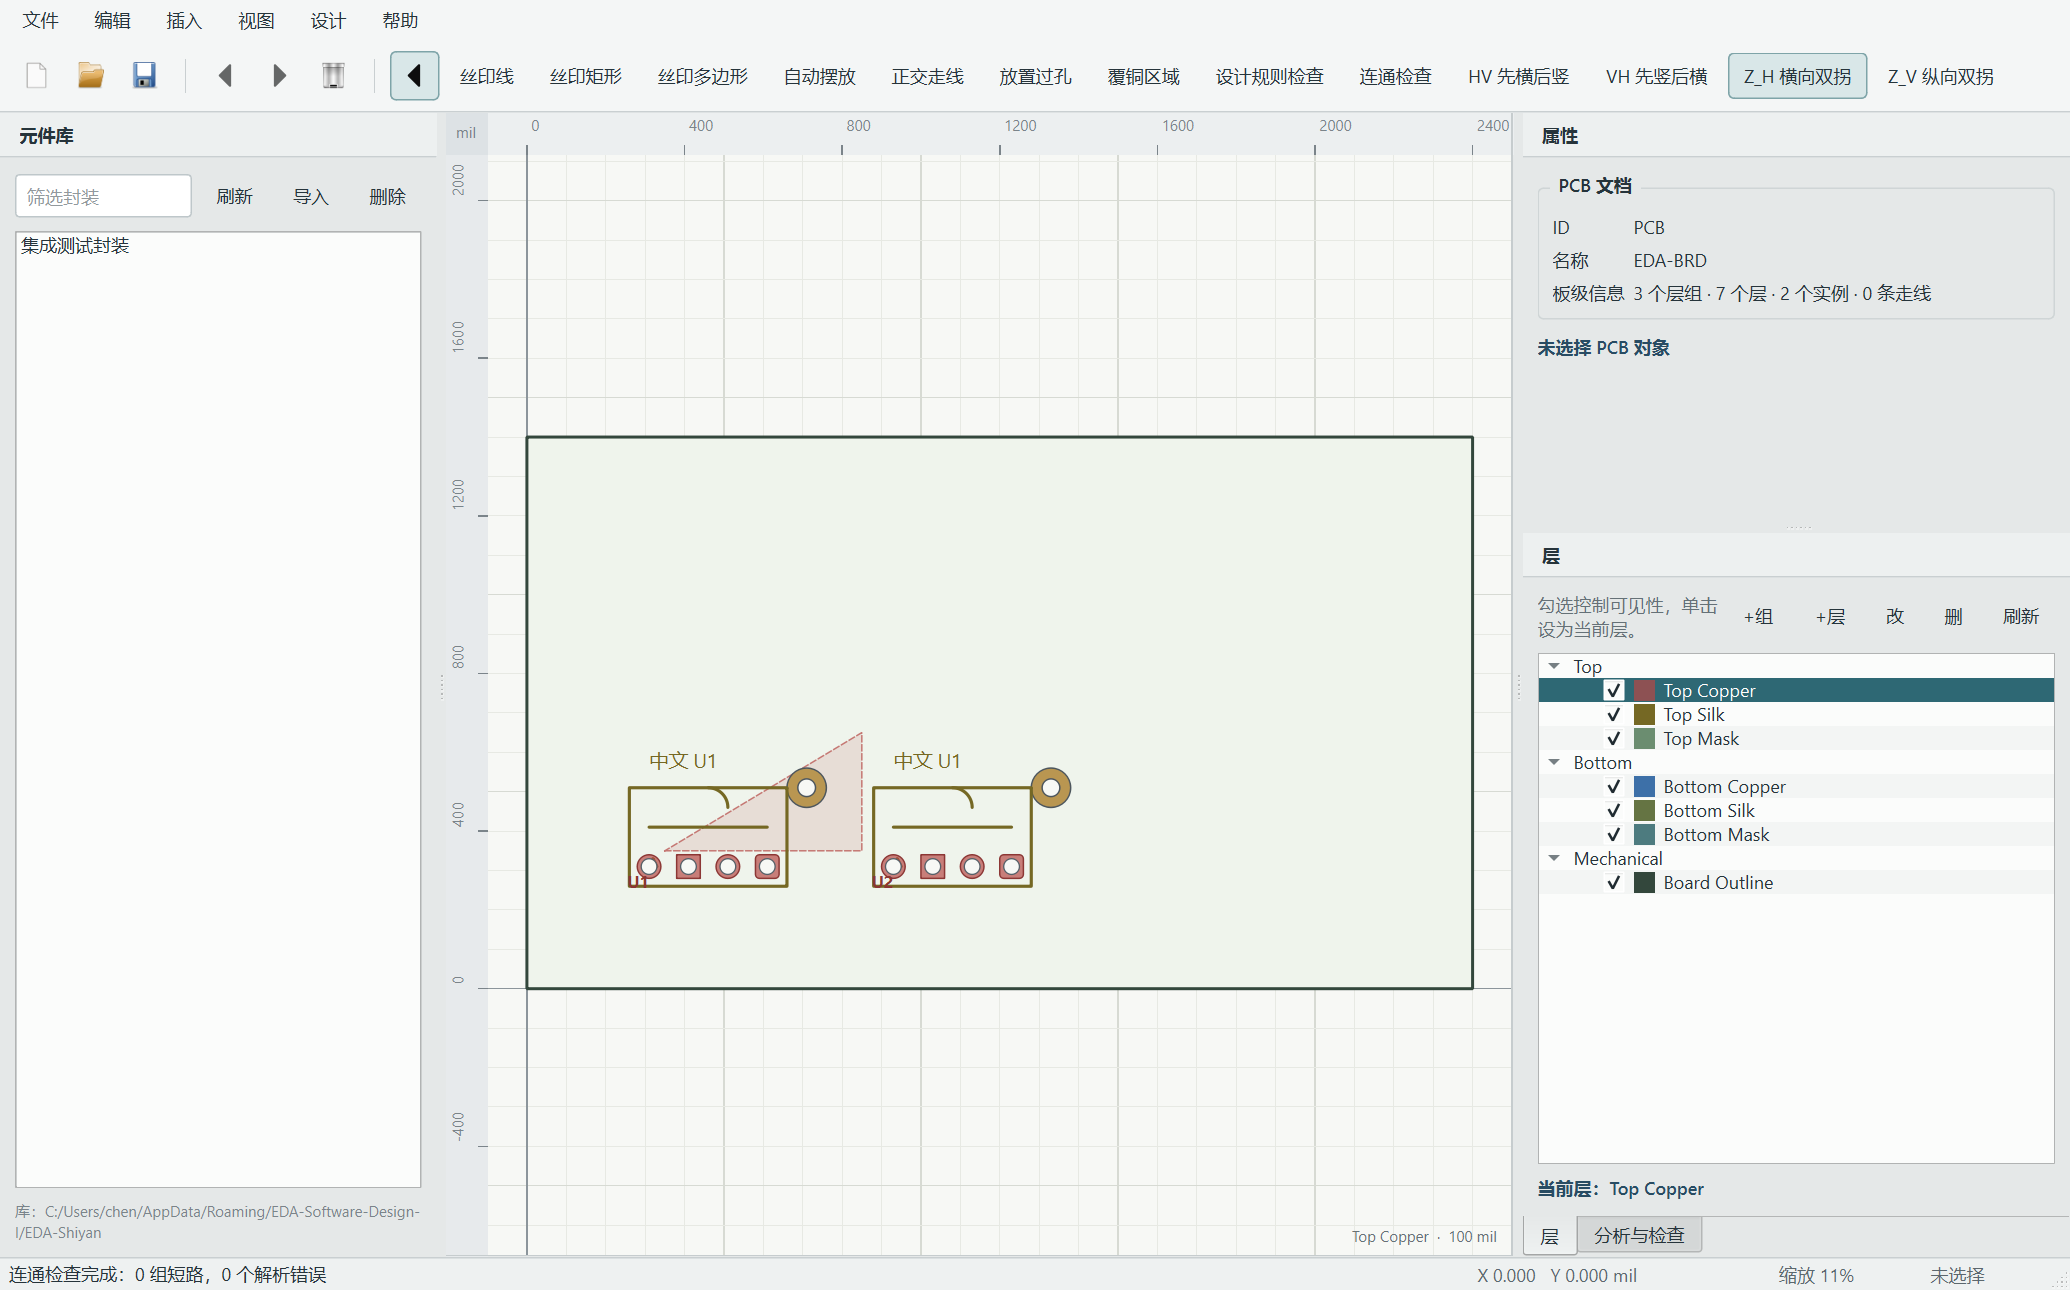 文件 编辑 插入 视图 设计 帮助
丝印线 丝印矩形 丝印多边形 自动摆放 正交走线 放置过孔 覆铜区域 设计规则检查 连通检查 HV 先横后竖 VH 先竖后横 Z_H 横向双拐 Z_V 纵向双拐
元件库
筛选封装 刷新 导入 删除
集成测试封装
库: C:/Users/chen/AppData/Roaming/EDA-Software-Design-
I/EDA-Shiyan
mil 0 400 800 1200 1600 2000 2400
2000
1600
1200
800
400
0
-400
中文 U1 中文 U1
U1 U2
Top Copper · 100 mil
属性
PCB 文档
ID PCB
名称 EDA-BRD
板级信息 3 个层组 · 7 个层 · 2 个实例 · 0 条走线
未选择 PCB 对象
层
勾选控制可见性，单击
设为当前层。
+组 +层 改 删 刷新
Top
Top Copper
Top Silk
Top Mask
Bottom
Bottom Copper
Bottom Silk
Bottom Mask
Mechanical
Board Outline
当前层：Top Copper
层 分析与检查
连通检查完成：0 组短路，0 个解析错误
X 0.000 Y 0.000 mil 缩放 11% 未选择